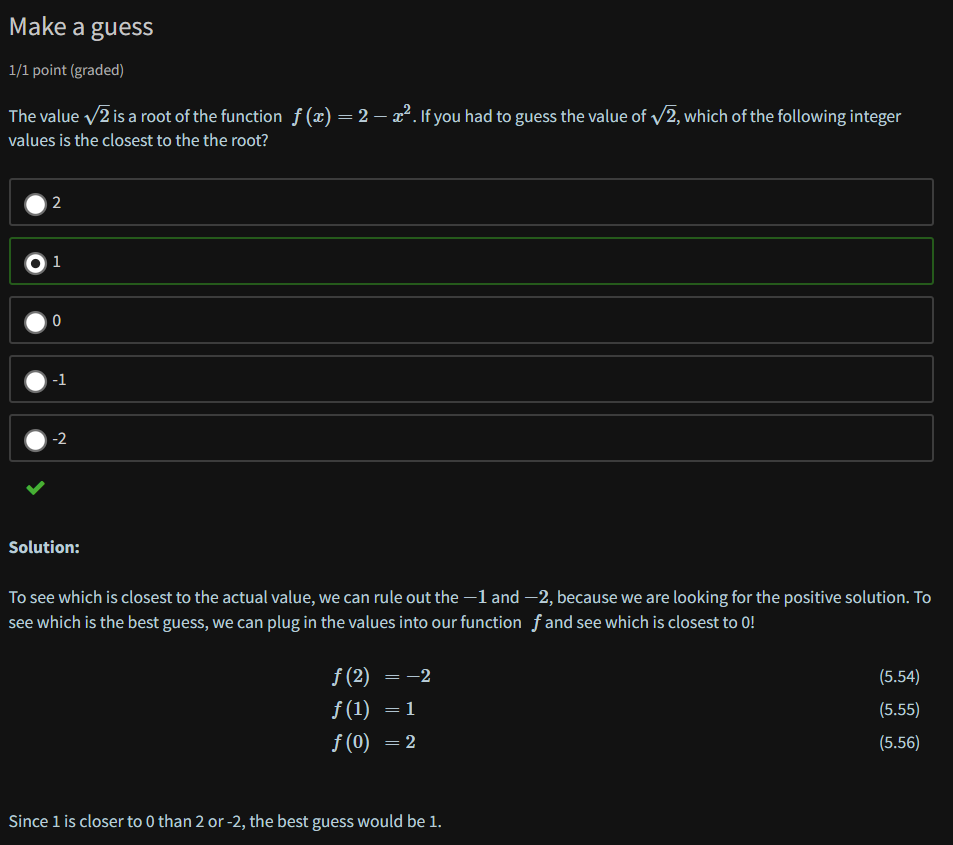 Make a guess
1/1 point (graded)
The value √2 is a root of the function f (x) = 2 − x². If you had to guess the value of √2, which of the following integer
values is the closest to the the root?
2
1
0
-1
-2
Solution:
To see which is closest to the actual value, we can rule out the −1 and −2, because we are looking for the positive solution. To
see which is the best guess, we can plug in the values into our function f and see which is closest to 0!
f (2) = −2 (5.54)
f (1) = 1 (5.55)
f (0) = 2 (5.56)
Since 1 is closer to 0 than 2 or -2, the best guess would be 1.